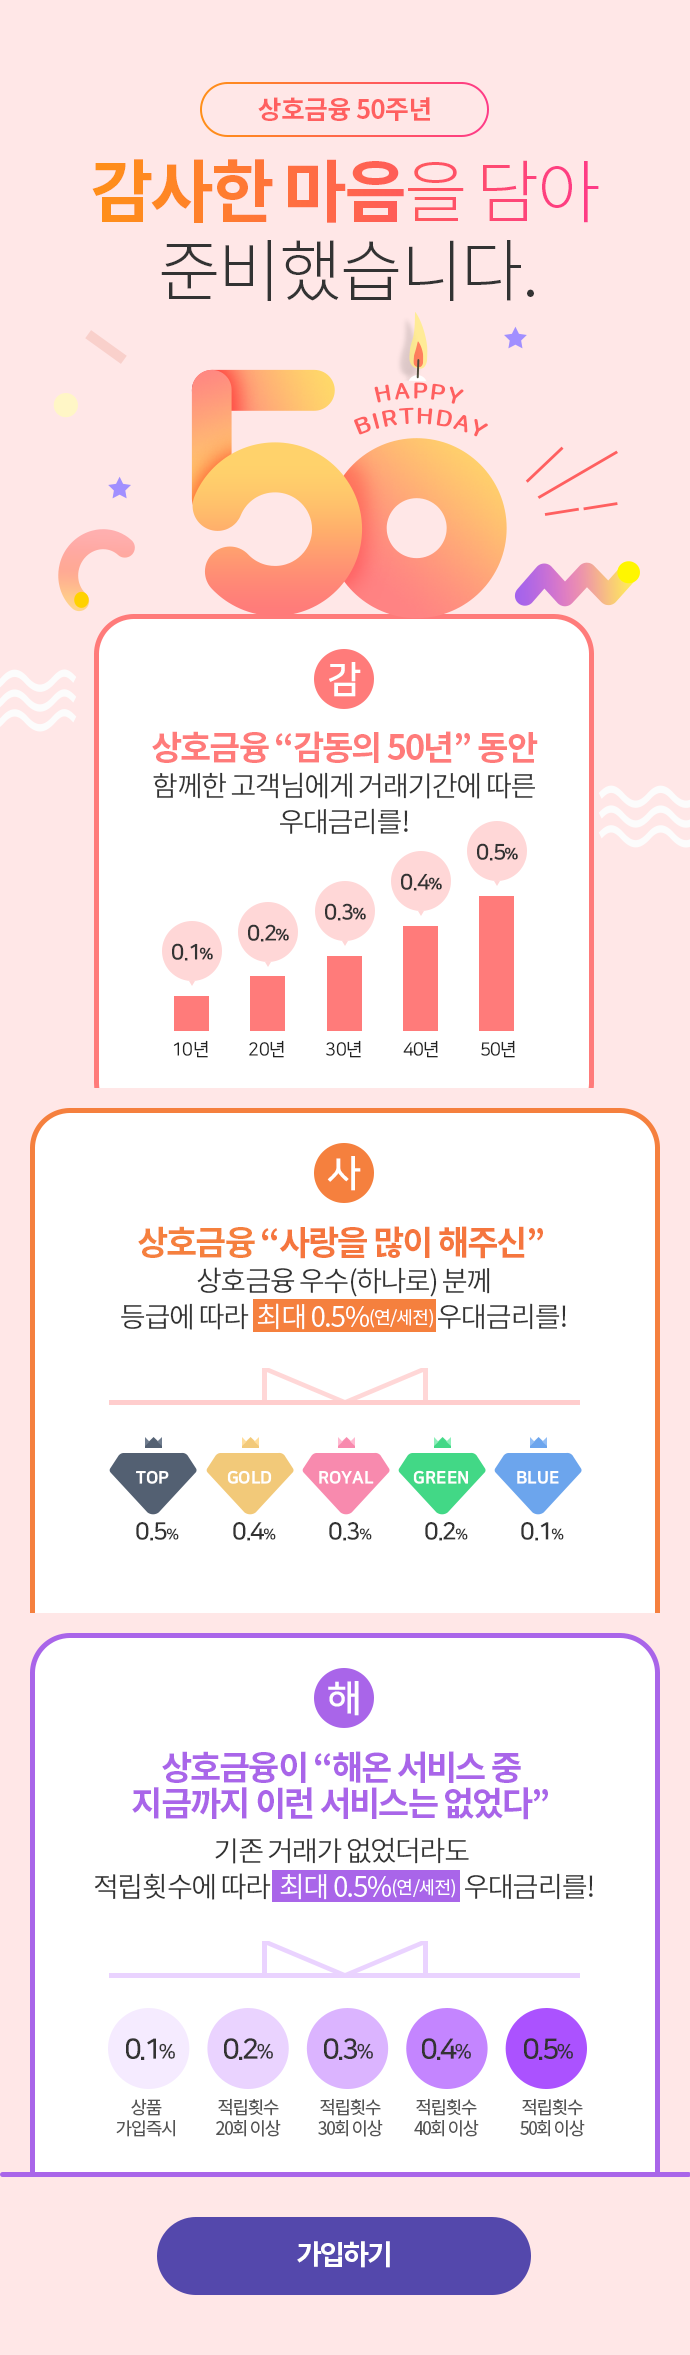 상호금융 50주년
감사한 마음을 담아
준비했습니다.
50
HAPPY
BIRTHDAY
감
상호금융 “감동의 50년” 동안
함께한 고객님에게 거래기간에 따른
우대금리를!
0.1% 0.2% 0.3% 0.4% 0.5%
10년 20년 30년 40년 50년
사
상호금융 “사랑을 많이 해주신”
상호금융 우수(하나로) 분께
등급에 따라 최대 0.5%(연/세전)우대금리를!
TOP GOLD ROYAL GREEN BLUE
0.5% 0.4% 0.3% 0.2% 0.1%
해
상호금융이 “해온 서비스 중
지금까지 이런 서비스는 없었다”
기존 거래가 없었더라도
적립횟수에 따라 최대 0.5%(연/세전) 우대금리를!
0.1% 0.2% 0.3% 0.4% 0.5%
상품 적립횟수 적립횟수 적립횟수 적립횟수
가입즉시 20회 이상 30회 이상 40회 이상 50회 이상
가입하기